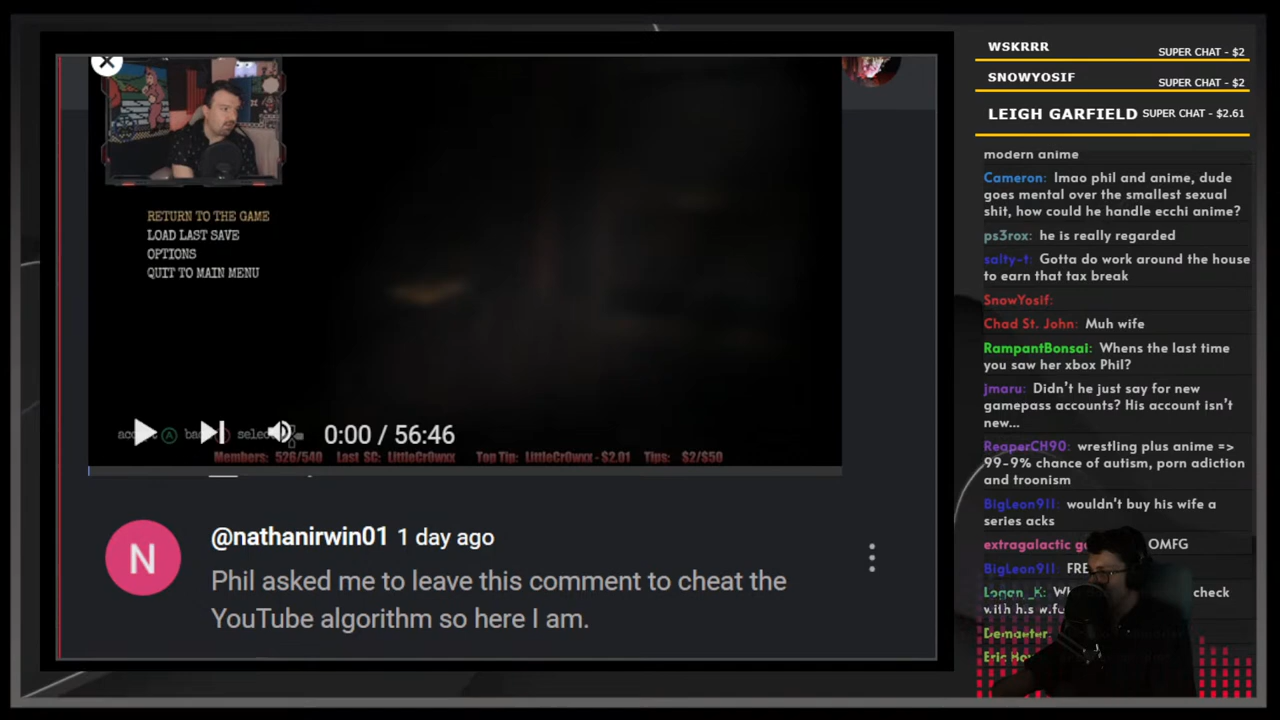 RETURN TO THE GAME
LOAD LAST SAVE
OPTIONS
QUIT TO MAIN MENU
0:00 / 56:46
Members: 526/540 Last SC: LittleCr0wxx Top Tip: LittleCr0wxx - $2.01 Tips: $2/$50
N
@nathanirwin01 1 day ago
Phil asked me to leave this comment to cheat the
YouTube algorithm so here I am.
WSKRRR SUPER CHAT - $2
SNOWYOSIF SUPER CHAT - $2
LEIGH GARFIELD SUPER CHAT - $2.61
modern anime
Cameron: lmao phil and anime, dude
goes mental over the smallest sexual
shit, how could he handle ecchi anime?
ps3rox: he is really regarded
salty-t: Gotta do work around the house
to earn that tax break
SnowYosif:
Chad St. John: Muh wife
RampantBonsai: Whens the last time
you saw her xbox Phil?
jmaru: Didn't he just say for new
gamepass accounts? His account isn't
new...
ReaperCH90: wrestling plus anime =>
99-9% chance of autism, porn adiction
and troonism
BigLeon911: wouldn't buy his wife a
series acks
extragalactic OMFG
BigLeon911:
Logan_K: check
with his
Demaeter
Eric